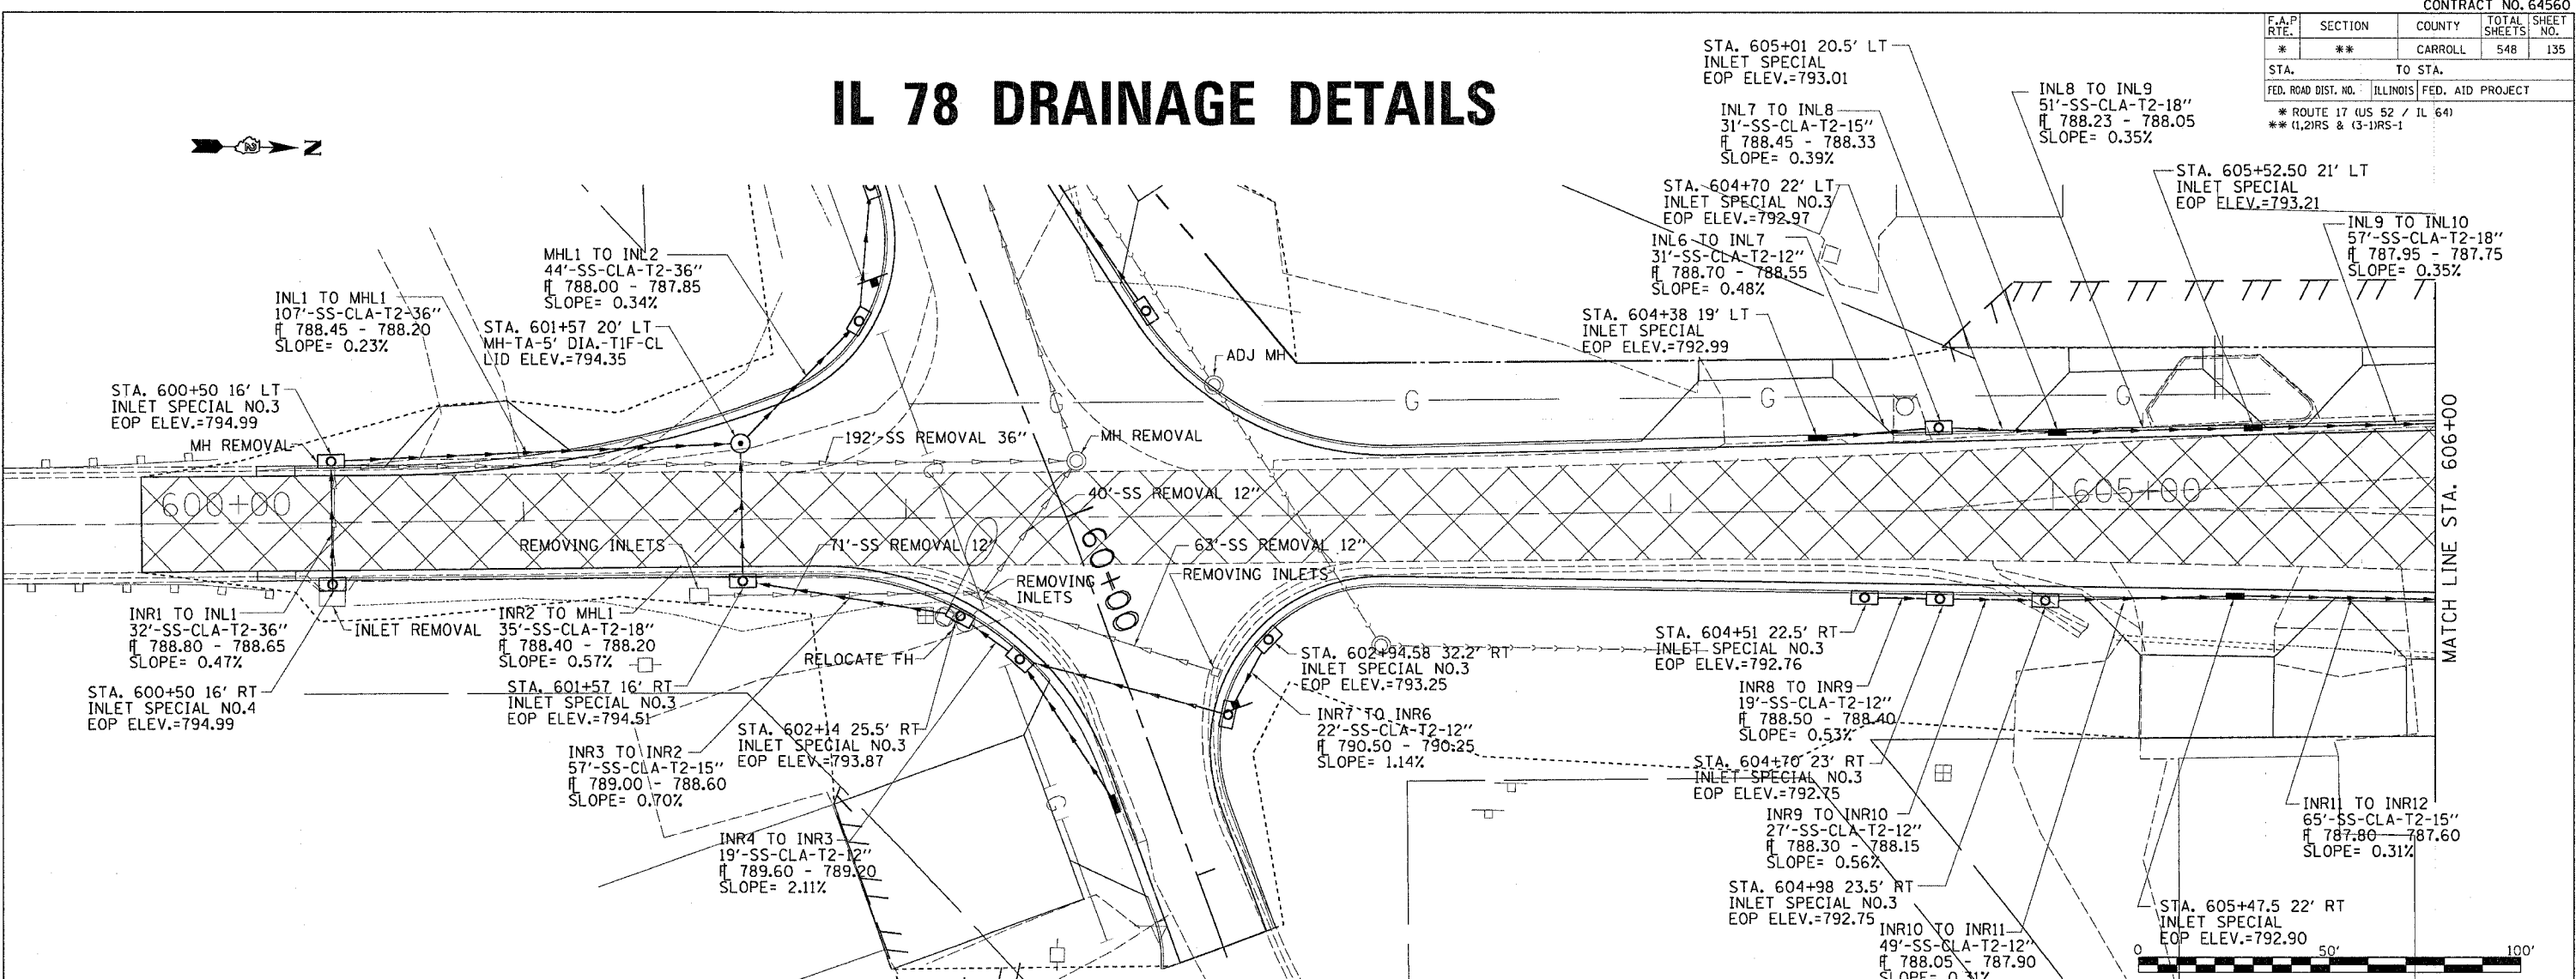 CONTRACT NO. 64560
F.A.P RTE. SECTION COUNTY TOTAL SHEETS SHEET NO.
* ** CARROLL 548 135
STA. TO STA.
FED. ROAD DIST. NO. ILLINOIS FED. AID PROJECT
* ROUTE 17 (US 52 / IL 64)
** (1,2)RS & (3-1)RS-1
IL 78 DRAINAGE DETAILS
N
STA. 605+01 20.5' LT
INLET SPECIAL
EOP ELEV.=793.01
INL7 TO INL8
31'-SS-CLA-T2-15"
FL 788.45 - 788.33
SLOPE= 0.39%
STA. 604+70 22' LT
INLET SPECIAL NO.3
EOP ELEV.=792.97
INL6 TO INL7
31'-SS-CLA-T2-12"
FL 788.70 - 788.55
SLOPE= 0.48%
STA. 604+38 19' LT
INLET SPECIAL
EOP ELEV.=792.99
INL8 TO INL9
51'-SS-CLA-T2-18"
FL 788.23 - 788.05
SLOPE= 0.35%
STA. 605+52.50 21' LT
INLET SPECIAL
EOP ELEV.=793.21
INL9 TO INL10
57'-SS-CLA-T2-18"
FL 787.95 - 787.75
SLOPE= 0.35%
MHL1 TO INL2
44'-SS-CLA-T2-36"
FL 788.00 - 787.85
SLOPE= 0.34%
INL1 TO MHL1
107'-SS-CLA-T2-36"
FL 788.45 - 788.20
SLOPE= 0.23%
STA. 601+57 20' LT
MH-TA-5' DIA.-T1F-CL
LID ELEV.=794.35
STA. 600+50 16' LT
INLET SPECIAL NO.3
EOP ELEV.=794.99
MH REMOVAL
ADJ MH
G
G
G
G
192'-SS REMOVAL 36"
MH REMOVAL
G
40'-SS REMOVAL 12"
600+00
605+00
60+00
MATCH LINE STA. 606+00
REMOVING INLETS
71'-SS REMOVAL 12"
63'-SS REMOVAL 12"
REMOVING INLETS
REMOVING INLETS
INR1 TO INL1
32'-SS-CLA-T2-36"
FL 788.80 - 788.65
SLOPE= 0.47%
INLET REMOVAL
INR2 TO MHL1
35'-SS-CLA-T2-18"
FL 788.40 - 788.20
SLOPE= 0.57%
RELOCATE FH
G
STA. 600+50 16' RT
INLET SPECIAL NO.4
EOP ELEV.=794.99
STA. 601+57 16' RT
INLET SPECIAL NO.3
EOP ELEV.=794.51
STA. 602+14 25.5' RT
INLET SPECIAL NO.3
EOP ELEV.=793.87
INR3 TO INR2
57'-SS-CLA-T2-15"
FL 789.00 - 788.60
SLOPE= 0.70%
INR4 TO INR3
19'-SS-CLA-T2-12"
FL 789.60 - 789.20
SLOPE= 2.11%
G
STA. 602+94.58 32.2' RT
INLET SPECIAL NO.3
EOP ELEV.=793.25
INR7 TO INR6
22'-SS-CLA-T2-12"
FL 790.50 - 790.25
SLOPE= 1.14%
STA. 604+51 22.5' RT
INLET SPECIAL NO.3
EOP ELEV.=792.76
INR8 TO INR9
19'-SS-CLA-T2-12"
FL 788.50 - 788.40
SLOPE= 0.53%
STA. 604+70 23' RT
INLET SPECIAL NO.3
EOP ELEV.=792.75
INR9 TO INR10
27'-SS-CLA-T2-12"
FL 788.30 - 788.15
SLOPE= 0.56%
STA. 604+98 23.5' RT
INLET SPECIAL NO.3
EOP ELEV.=792.75
INR10 TO INR11
49'-SS-CLA-T2-12"
FL 788.05 - 787.90
SLOPE= 0.31%
INR11 TO INR12
65'-SS-CLA-T2-15"
FL 787.80 - 787.60
SLOPE= 0.31%
STA. 605+47.5 22' RT
INLET SPECIAL
EOP ELEV.=792.90
0 50' 100'